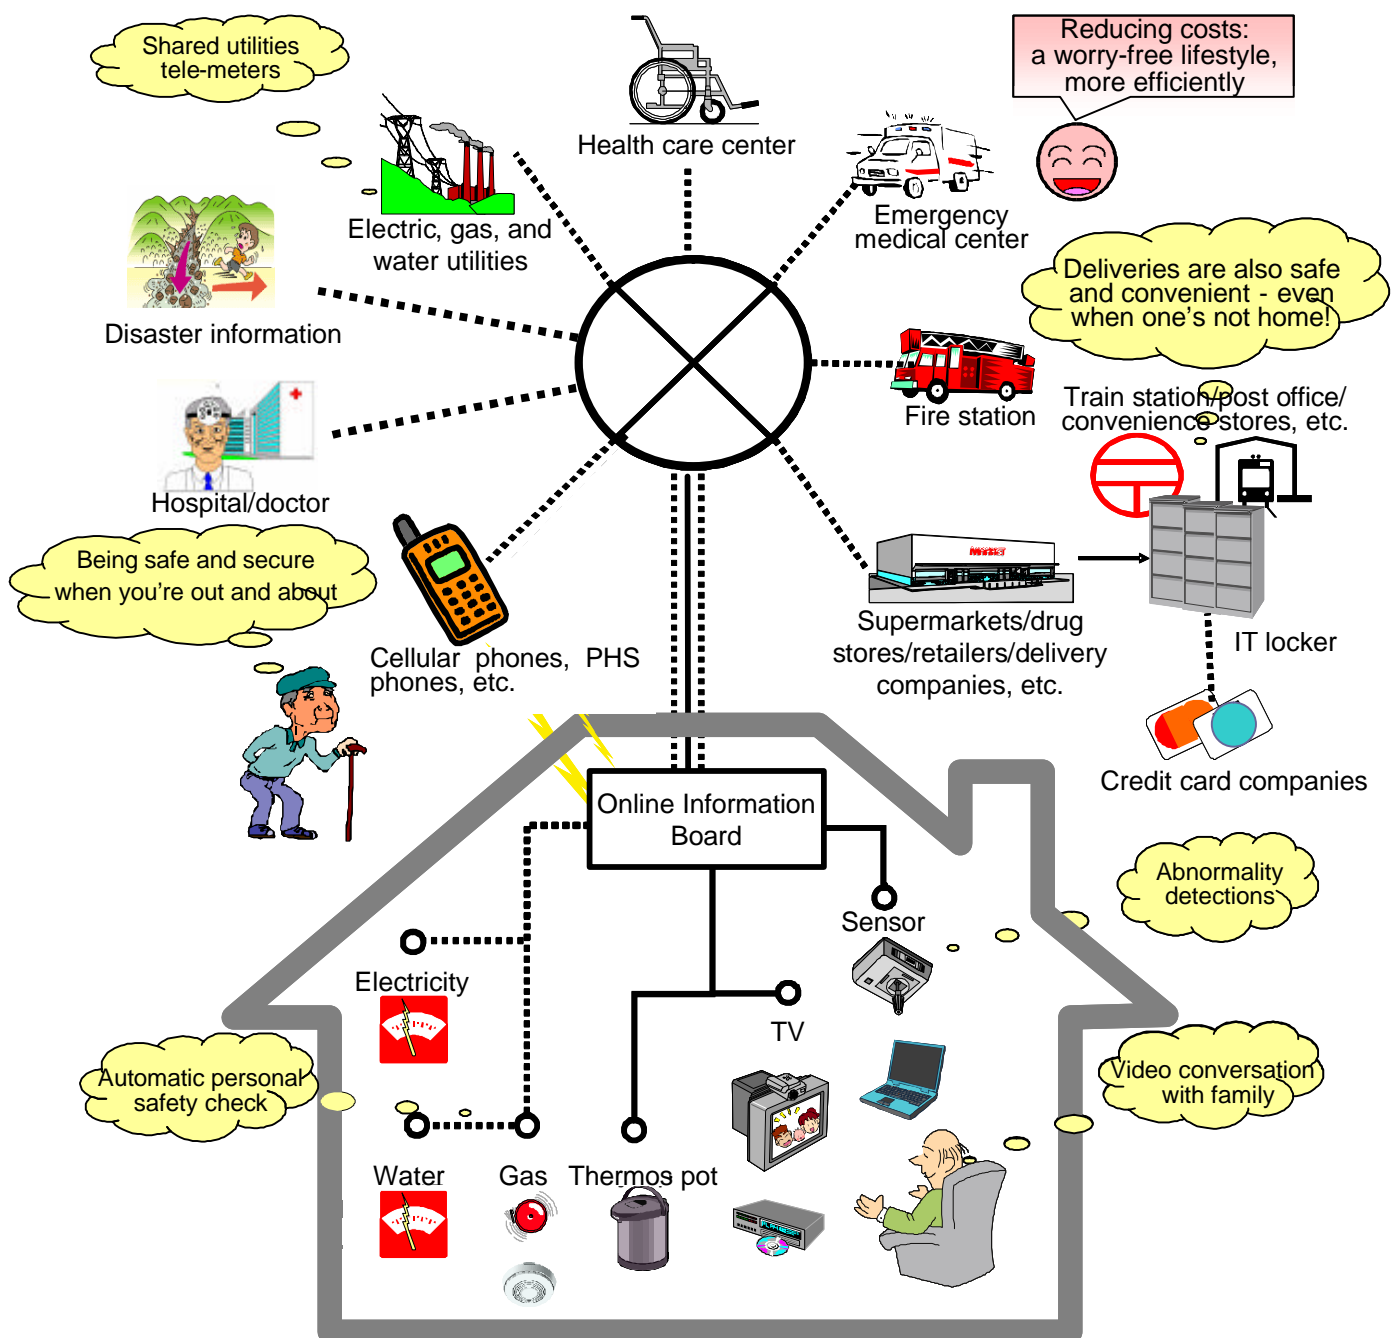 Shared utilities
tele-meters
Reducing costs:
a worry-free lifestyle,
more efficiently
Health care center
Emergency
medical center
Electric, gas, and
water utilities
Deliveries are also safe
and convenient - even
when one's not home!
Disaster information
Fire station
Train station/post office/
convenience stores, etc.
Hospital/doctor
Being safe and secure
when you're out and about
Cellular phones, PHS
phones, etc.
Supermarkets/drug
stores/retailers/delivery
companies, etc.
IT locker
Credit card companies
Online Information
Board
Abnormality
detections
Sensor
Electricity
TV
Automatic personal
safety check
Video conversation
with family
Water
Gas
Thermos pot